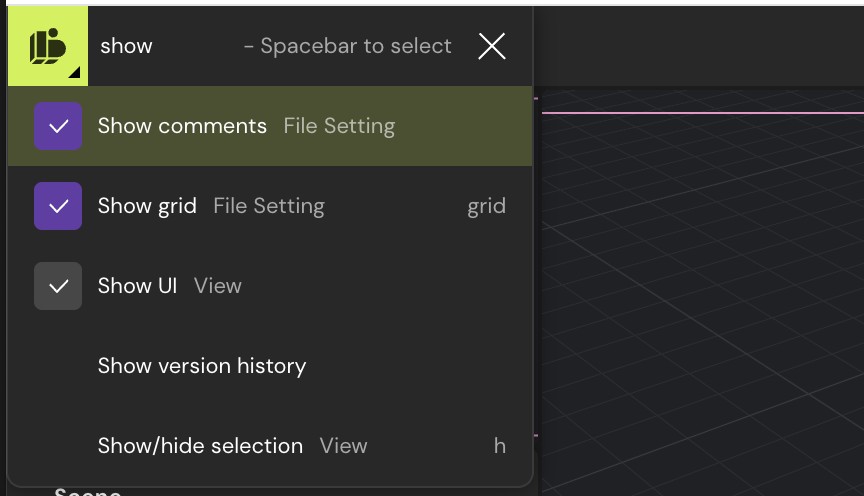 show – Spacebar to select
Show comments File Setting
Show grid File Setting grid
Show UI View
Show version history
Show/hide selection View h
Scene